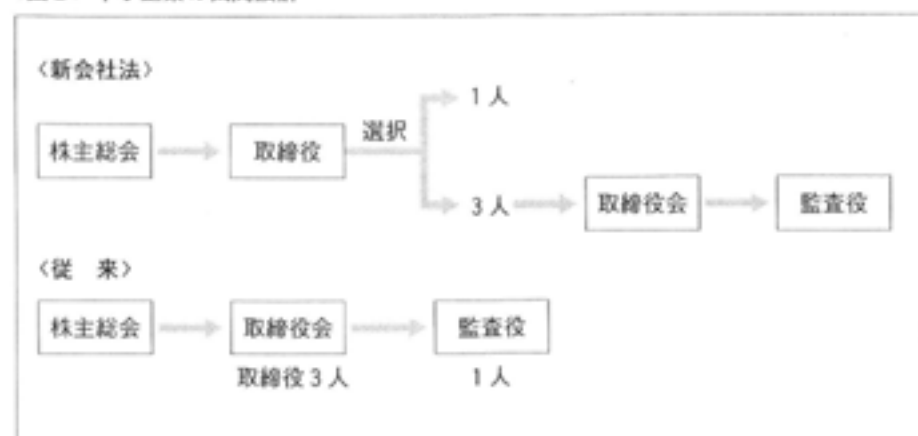 〈新会社法〉
1人
選択
株主総会
取締役
3人
取締役会
監査役
〈従 来〉
株主総会
取締役会
監査役
取締役3人
1人